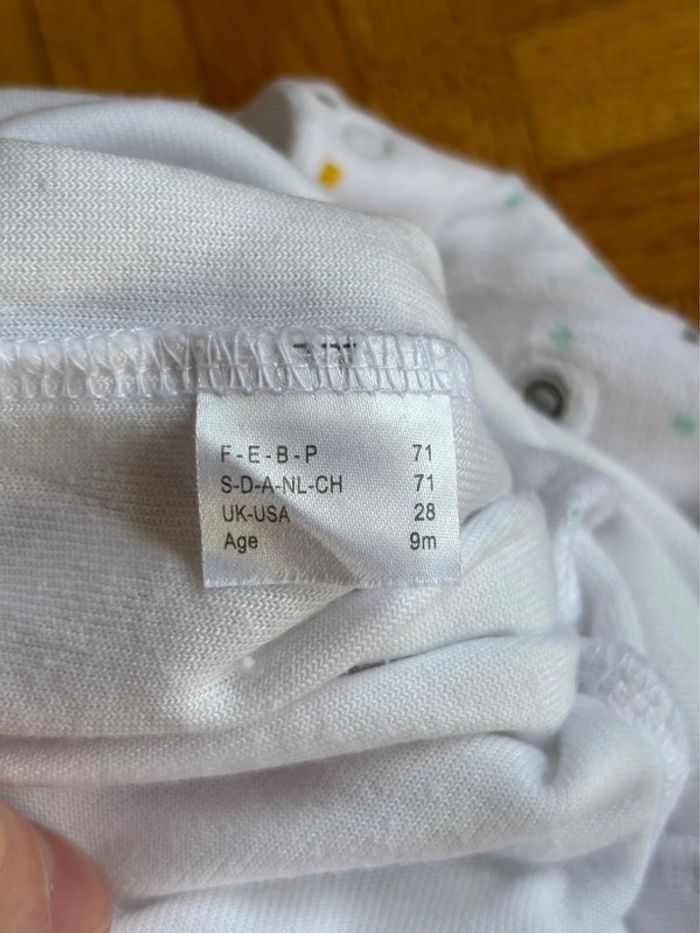 F-E-B-P 71
S-D-A-NL-CH 71
UK-USA 28
Age 9m